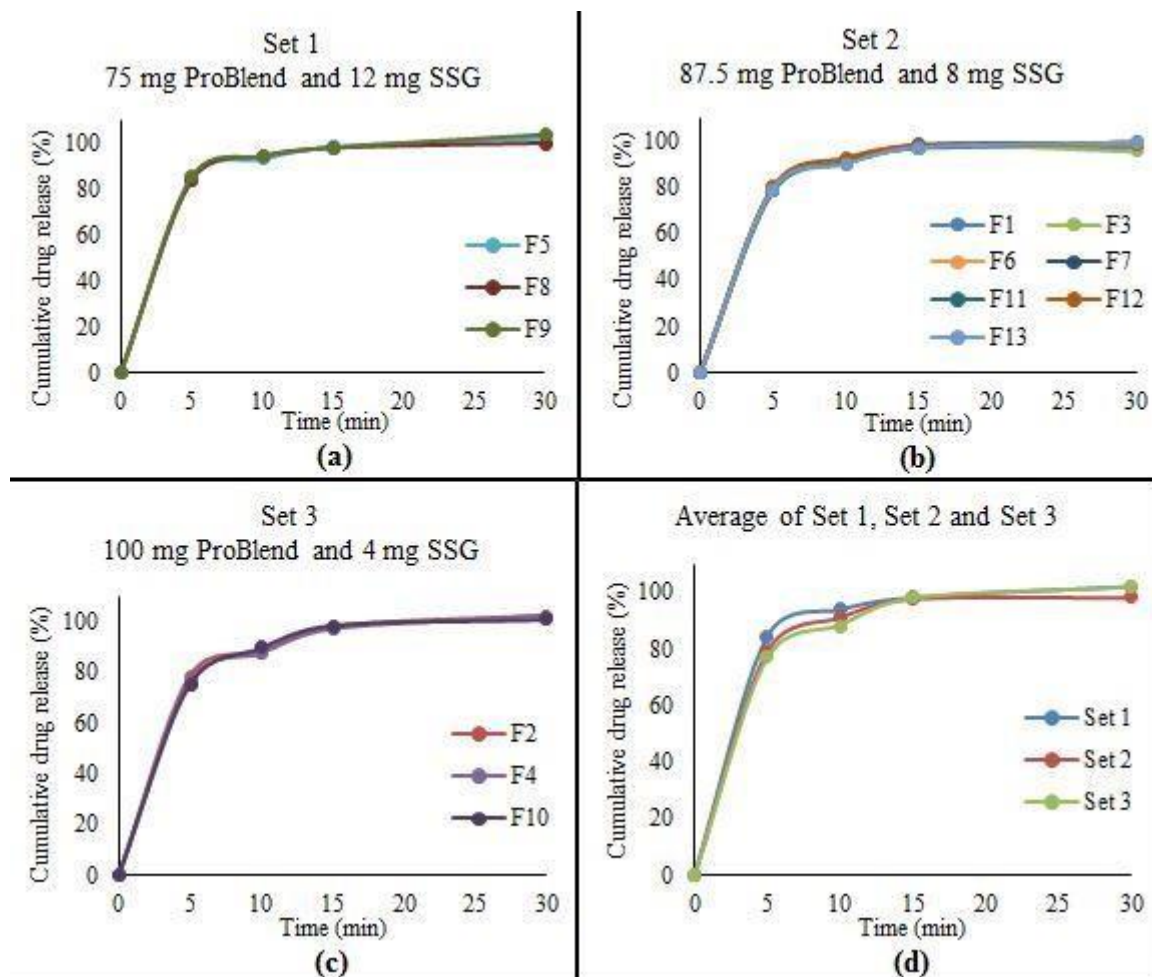 Set 1
75 mg ProBlend and 12 mg SSG
Cumulative drug release (%)
100
80
60
40
20
0
F5
F8
F9
0 5 10 15 20 25 30
Time (min)
(a)
Set 2
87.5 mg ProBlend and 8 mg SSG
Cumulative drug release (%)
100
80
60
40
20
0
F1 F3
F6 F7
F11 F12
F13
0 5 10 15 20 25 30
Time (min)
(b)
Set 3
100 mg ProBlend and 4 mg SSG
Cumulative drug release (%)
100
80
60
40
20
0
F2
F4
F10
0 5 10 15 20 25 30
Time (min)
(c)
Average of Set 1, Set 2 and Set 3
Cumulative drug release (%)
100
80
60
40
20
0
Set 1
Set 2
Set 3
0 5 10 15 20 25 30
Time (min)
(d)